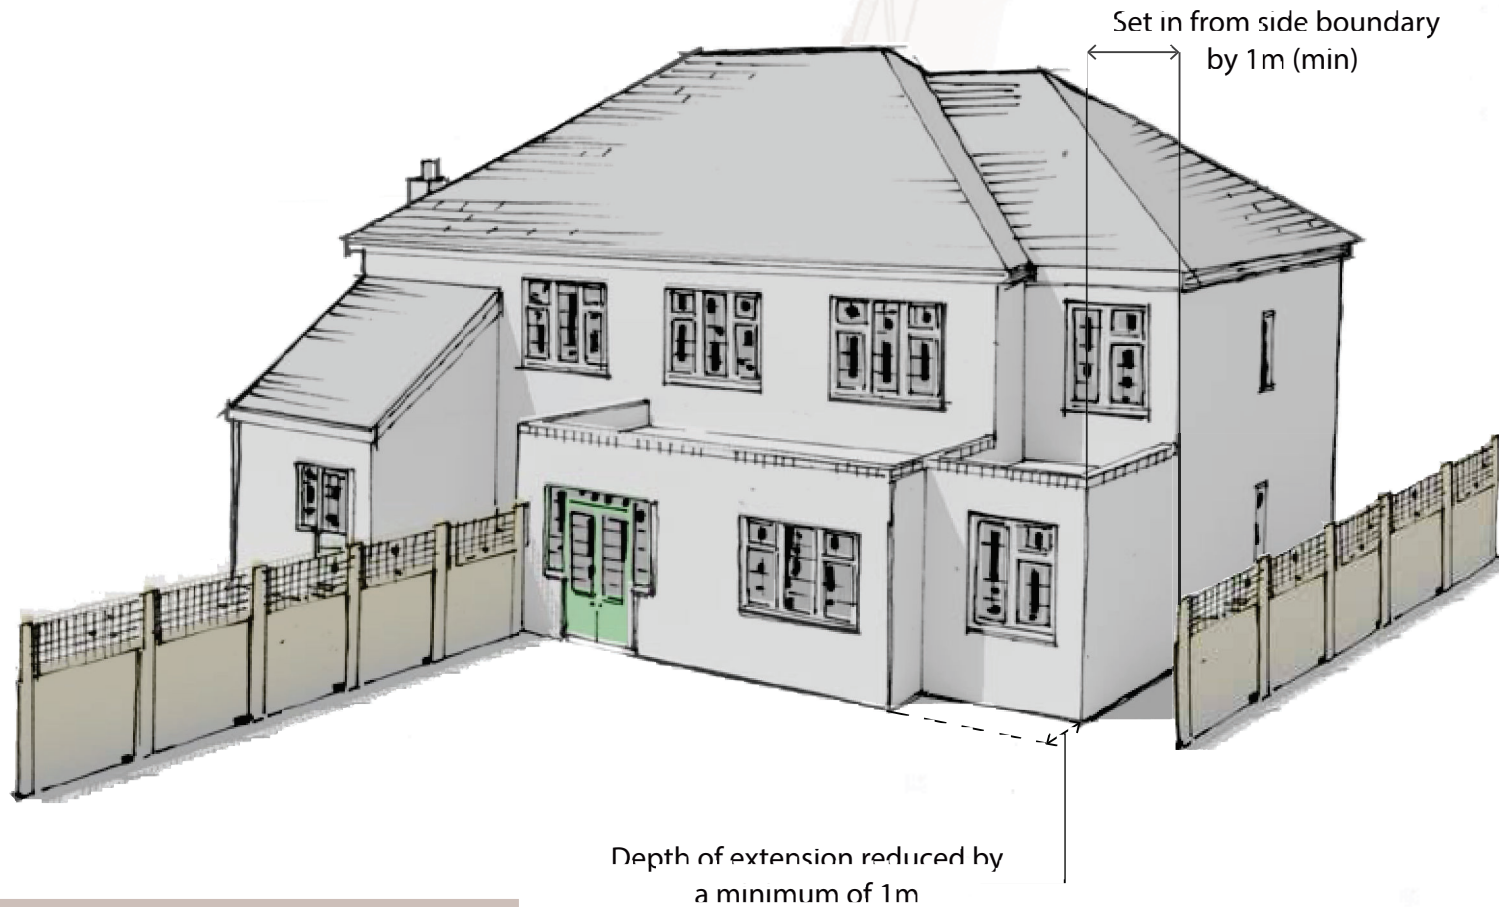 Set in from side boundary
by 1m (min)
Depth of extension reduced by
a minimum of 1m